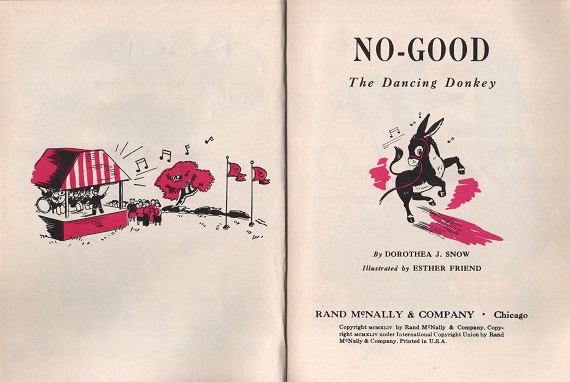 NO-GOOD
The Dancing Donkey
By DOROTHEA J. SNOW
Illustrated by ESTHER FRIEND
RAND MCNALLY & COMPANY • Chicago
Copyright MCMXLIV by Rand McNally & Company. Copy-
right MCMXLIV under International Copyright Union by Rand
McNally & Company. Printed in U.S.A.